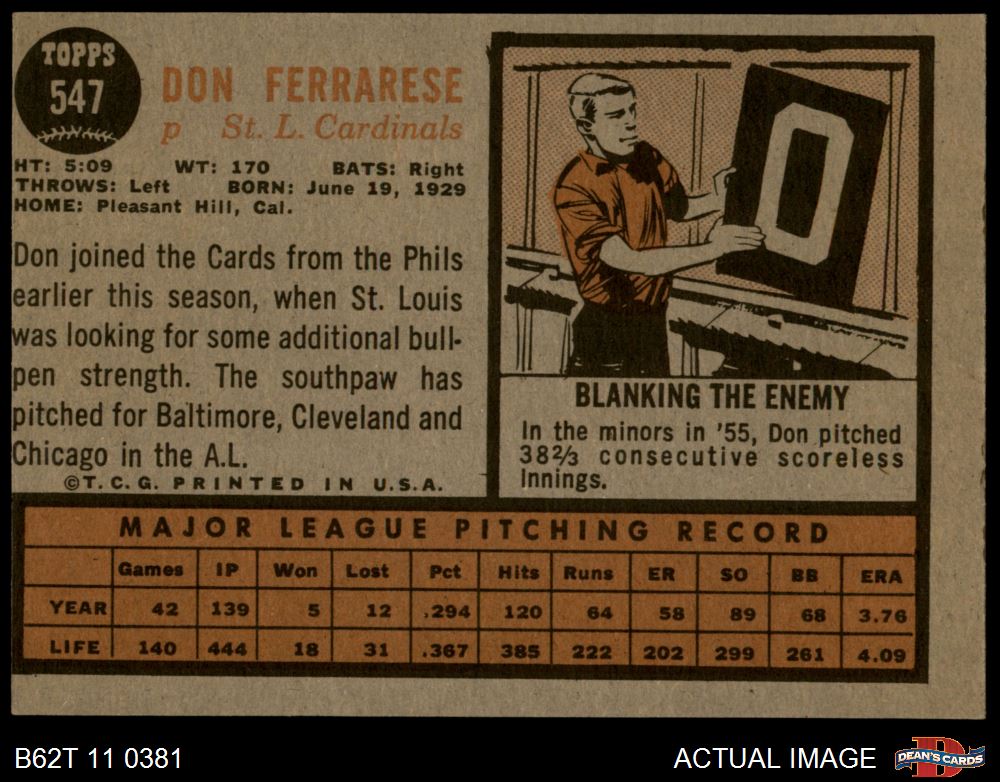 TOPPS
547
DON FERRARESE
p St. L. Cardinals
HT: 5:09 WT: 170 BATS: Right
THROWS: Left BORN: June 19, 1929
HOME: Pleasant Hill, Cal.
Don joined the Cards from the Phils
earlier this season, when St. Louis
was looking for some additional bull-
pen strength. The southpaw has
pitched for Baltimore, Cleveland and
Chicago in the A.L.
©T.C.G. PRINTED IN U.S.A.
0
BLANKING THE ENEMY
In the minors in '55, Don pitched
38⅔ consecutive scoreless
innings.
MAJOR LEAGUE PITCHING RECORD
Games IP Won Lost Pct Hits Runs ER SO BB ERA
YEAR 42 139 5 12 .294 120 64 58 89 68 3.76
LIFE 140 444 18 31 .367 385 222 202 299 261 4.09
B62T 11 0381
ACTUAL IMAGE
D
DEAN'S CARDS